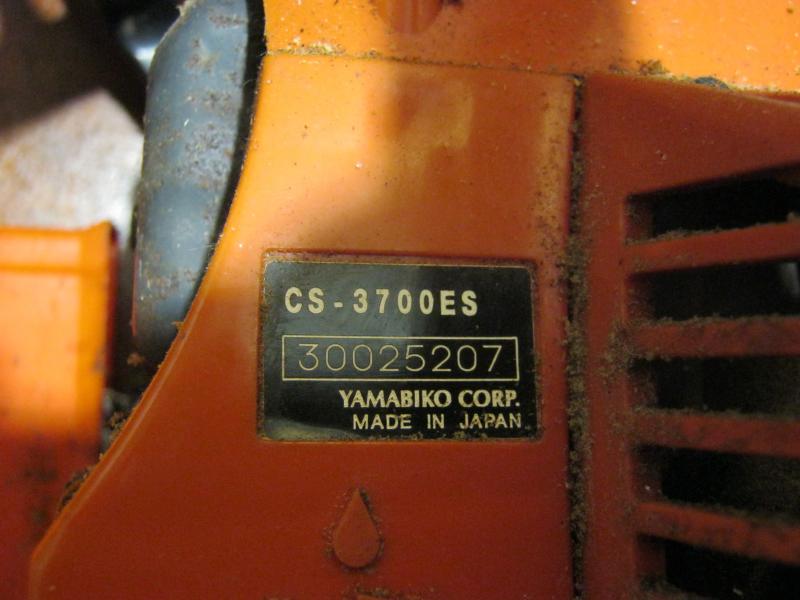 CS-3700ES
30025207
YAMABIKO CORP.
MADE IN JAPAN